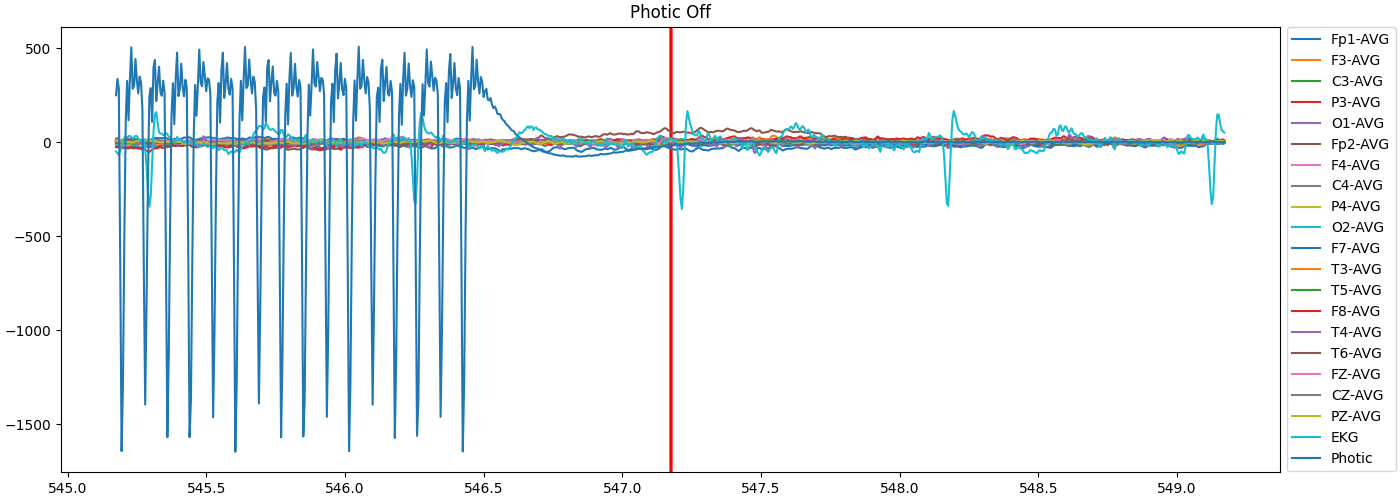 Photic Off
500
0
−500
−1000
−1500
545.0 545.5 546.0 546.5 547.0 547.5 548.0 548.5 549.0
Fp1-AVG
F3-AVG
C3-AVG
P3-AVG
O1-AVG
Fp2-AVG
F4-AVG
C4-AVG
P4-AVG
O2-AVG
F7-AVG
T3-AVG
T5-AVG
F8-AVG
T4-AVG
T6-AVG
FZ-AVG
CZ-AVG
PZ-AVG
EKG
Photic